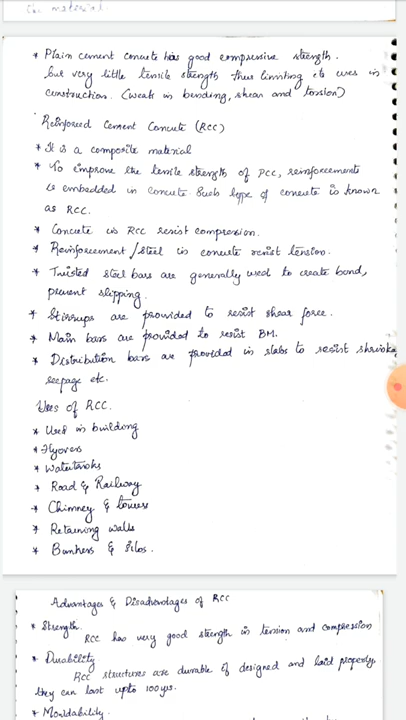 the material.
* Plain cement concrete has good compressive strength.
but very little tensile strength thus limiting its uses in
construction. (weak in bending, shear and torsion)
Reinforced Cement Concrete (RCC)
* It is a composite material
* To improve the tensile strength of PCC, reinforcements
is embedded in concrete. Such type of concrete is known
as RCC.
* Concrete is RCC resist compression.
* Reinforcement/steel in concrete resist tension.
* Twisted steel bars are generally used to create bond,
prevent slipping.
* Stirrups are provided to resist shear force.
* Main bars are provided to resist BM.
* Distribution bars are provided in slabs to resist shrinka
seepage etc.
Uses of RCC.
* Used in building
* Flyovers
* Watertanks
* Road & Railway
* Chimney & towers
* Retaining walls
* Bunkers & silos.
Advantages & Disadvantages of RCC
* Strength.
RCC has very good strength in tension and compression
* Durability.
RCC structures are durable if designed and laid properly.
they can last upto 100yrs.
* Mouldability.